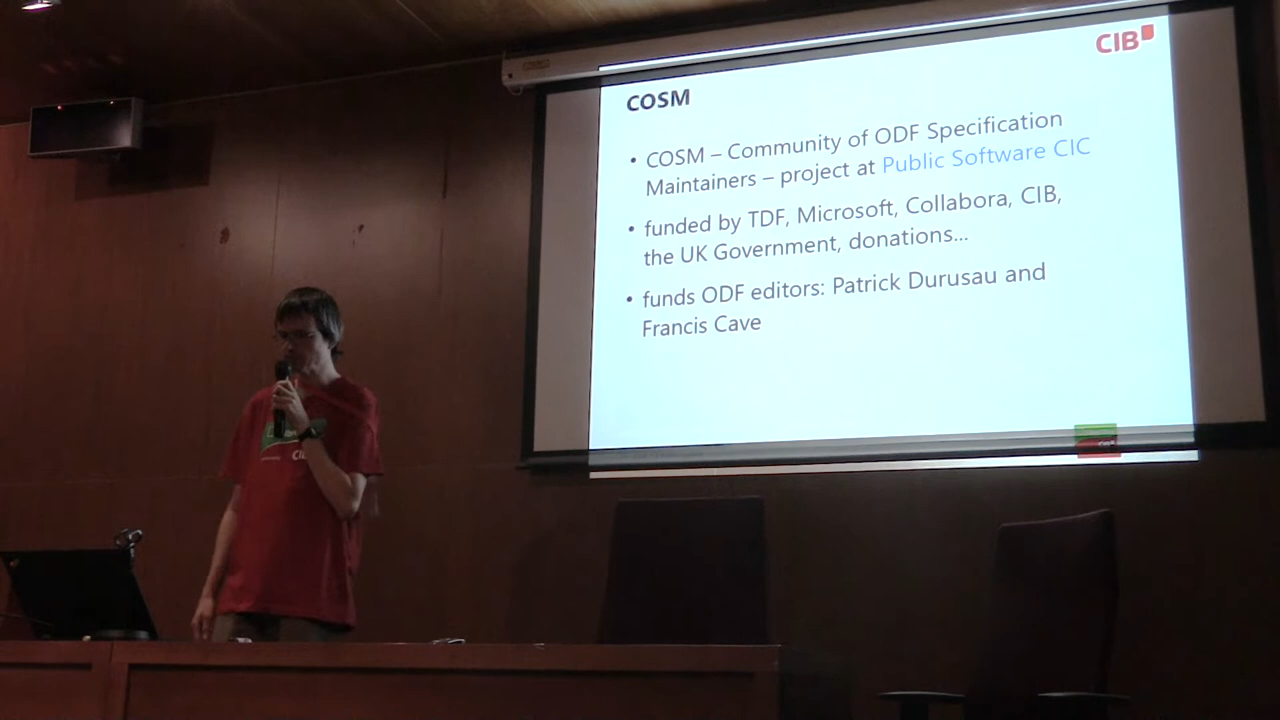 CIB
COSM
• COSM – Community of ODF Specification
Maintainers – project at Public Software CIC
• funded by TDF, Microsoft, Collabora, CIB,
the UK Government, donations...
• funds ODF editors: Patrick Durusau and
Francis Cave